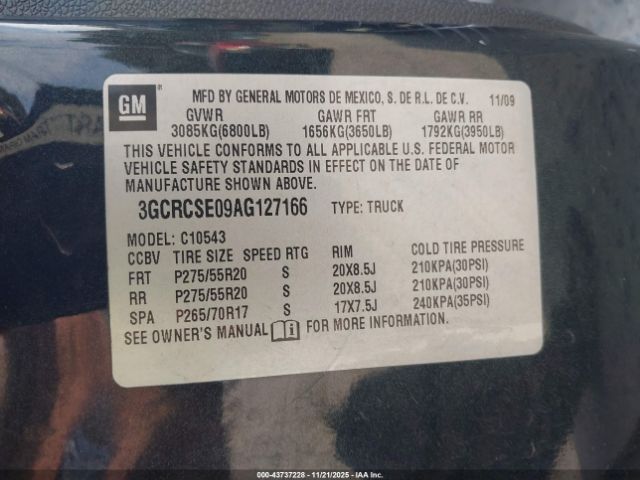 GM
MFD BY GENERAL MOTORS DE MEXICO, S. DE R.L. DE C.V. 11/09
GVWR GAWR FRT GAWR RR
3085KG(6800LB) 1656KG(3650LB) 1792KG(3950LB)
THIS VEHICLE CONFORMS TO ALL APPLICABLE U.S. FEDERAL MOTOR
VEHICLE SAFETY STANDARDS IN EFFECT ON THE DATE OF
MANUFACTURE SHOWN ABOVE.
3GCRCSE09AG127166 TYPE: TRUCK
MODEL: C10543
CCBV TIRE SIZE SPEED RTG RIM COLD TIRE PRESSURE
FRT P275/55R20 S 20X8.5J 210KPA(30PSI)
RR P275/55R20 S 20X8.5J 210KPA(30PSI)
SPA P265/70R17 S 17X7.5J 240KPA(35PSI)
SEE OWNER'S MANUAL FOR MORE INFORMATION.
000-43737228 - 11/21/2025 - IAAI, Inc.